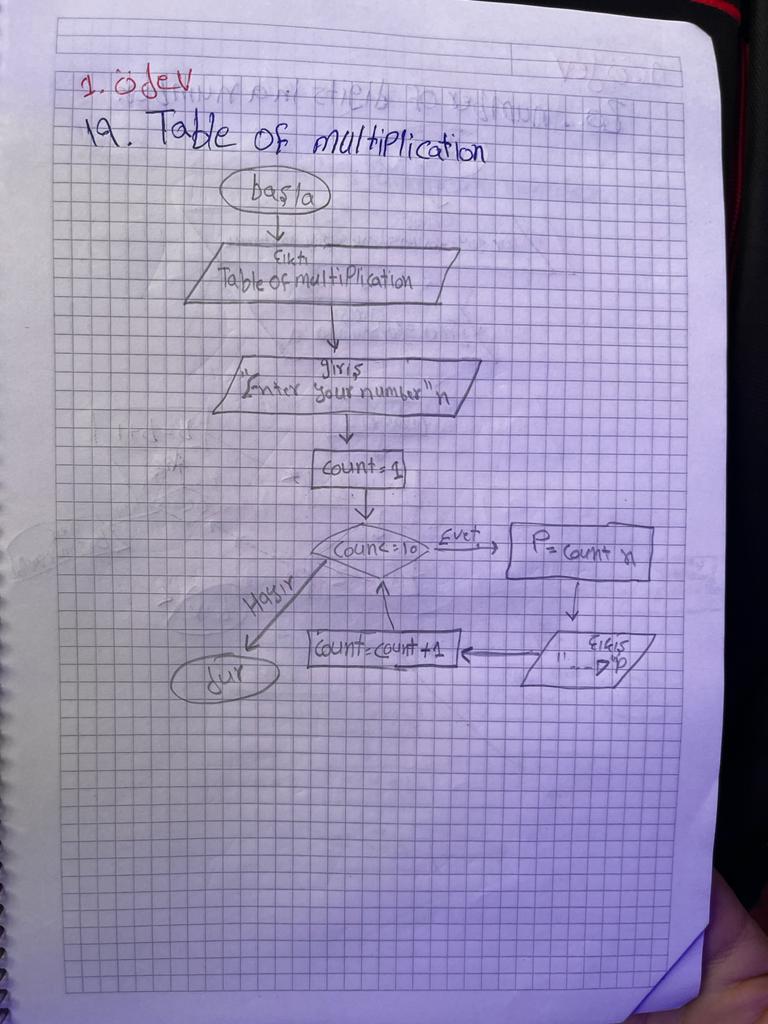 1. ödev
19. Table of multiplication
başla
Çıktı
Table of multiplication
giriş
"Enter your number" n
count = 1
coun<=10
Evet
P = count n
Hayır
Çıkış
count = count + 1
dur